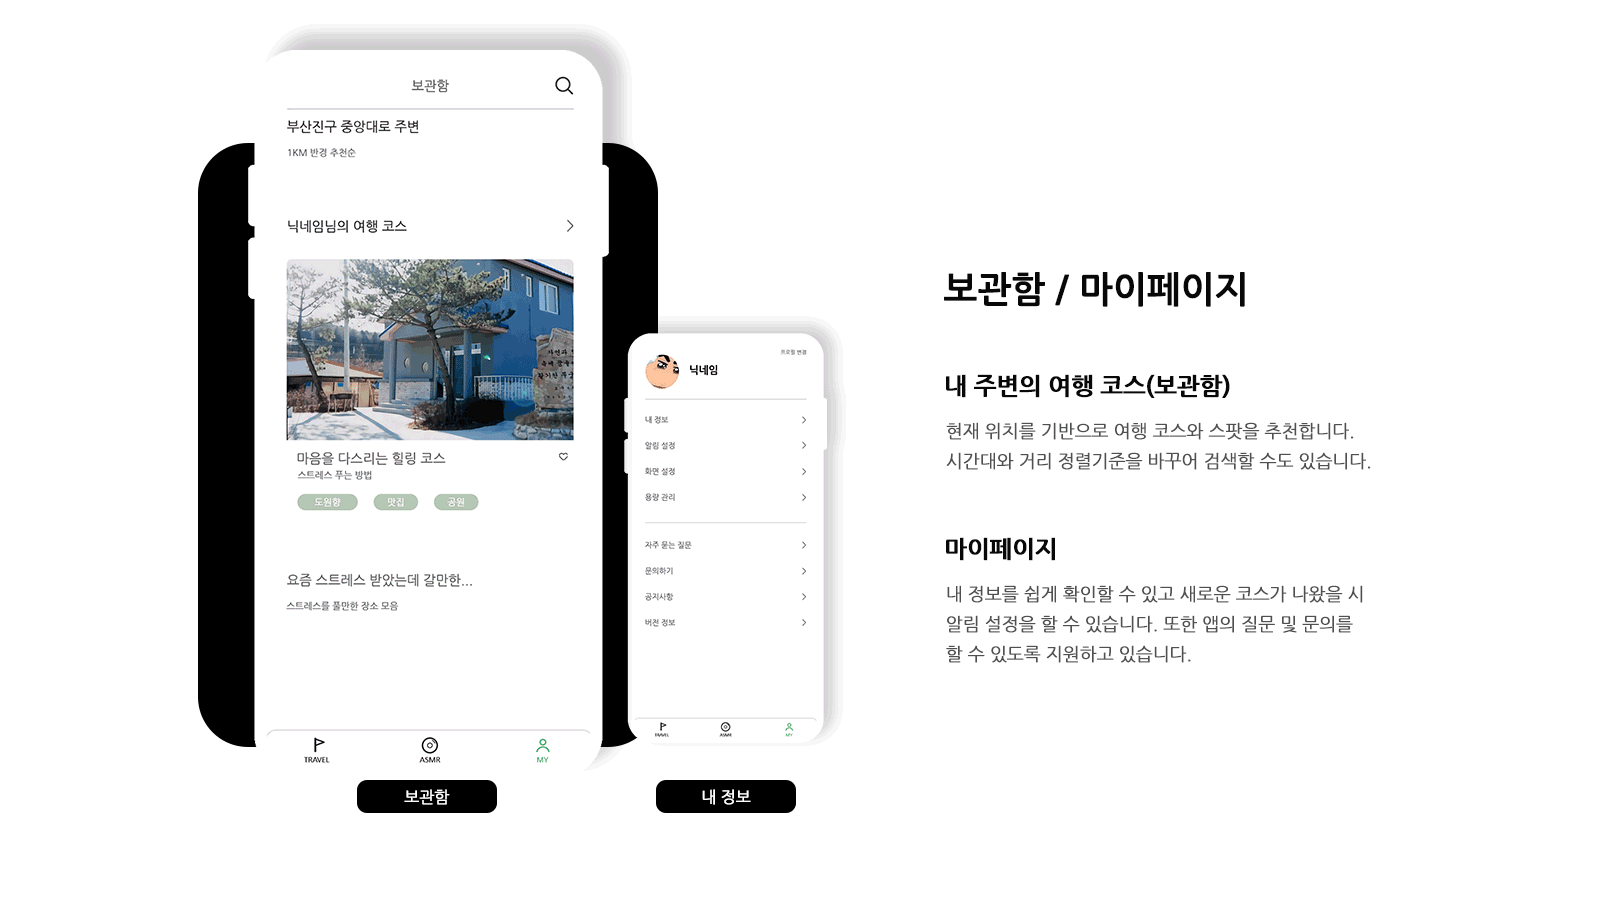 보관함
부산진구 중앙대로 주변
1KM 반경 추천순
닉네임님의 여행 코스
마음을 다스리는 힐링 코스
스트레스 푸는 방법
도원향
맛집
공원
요즘 스트레스 받았는데 갈만한...
스트레스를 풀만한 장소 모음
TRAVEL
ASMR
MY
보관함
프로필 변경
닉네임
내 정보
알림 설정
화면 설정
용량 관리
자주 묻는 질문
문의하기
공지사항
버전 정보
TRAVEL
ASMR
MY
내 정보
보관함 / 마이페이지
내 주변의 여행 코스(보관함)
현재 위치를 기반으로 여행 코스와 스팟을 추천합니다.
시간대와 거리 정렬기준을 바꾸어 검색할 수도 있습니다.
마이페이지
내 정보를 쉽게 확인할 수 있고 새로운 코스가 나왔을 시
알림 설정을 할 수 있습니다. 또한 앱의 질문 및 문의를
할 수 있도록 지원하고 있습니다.